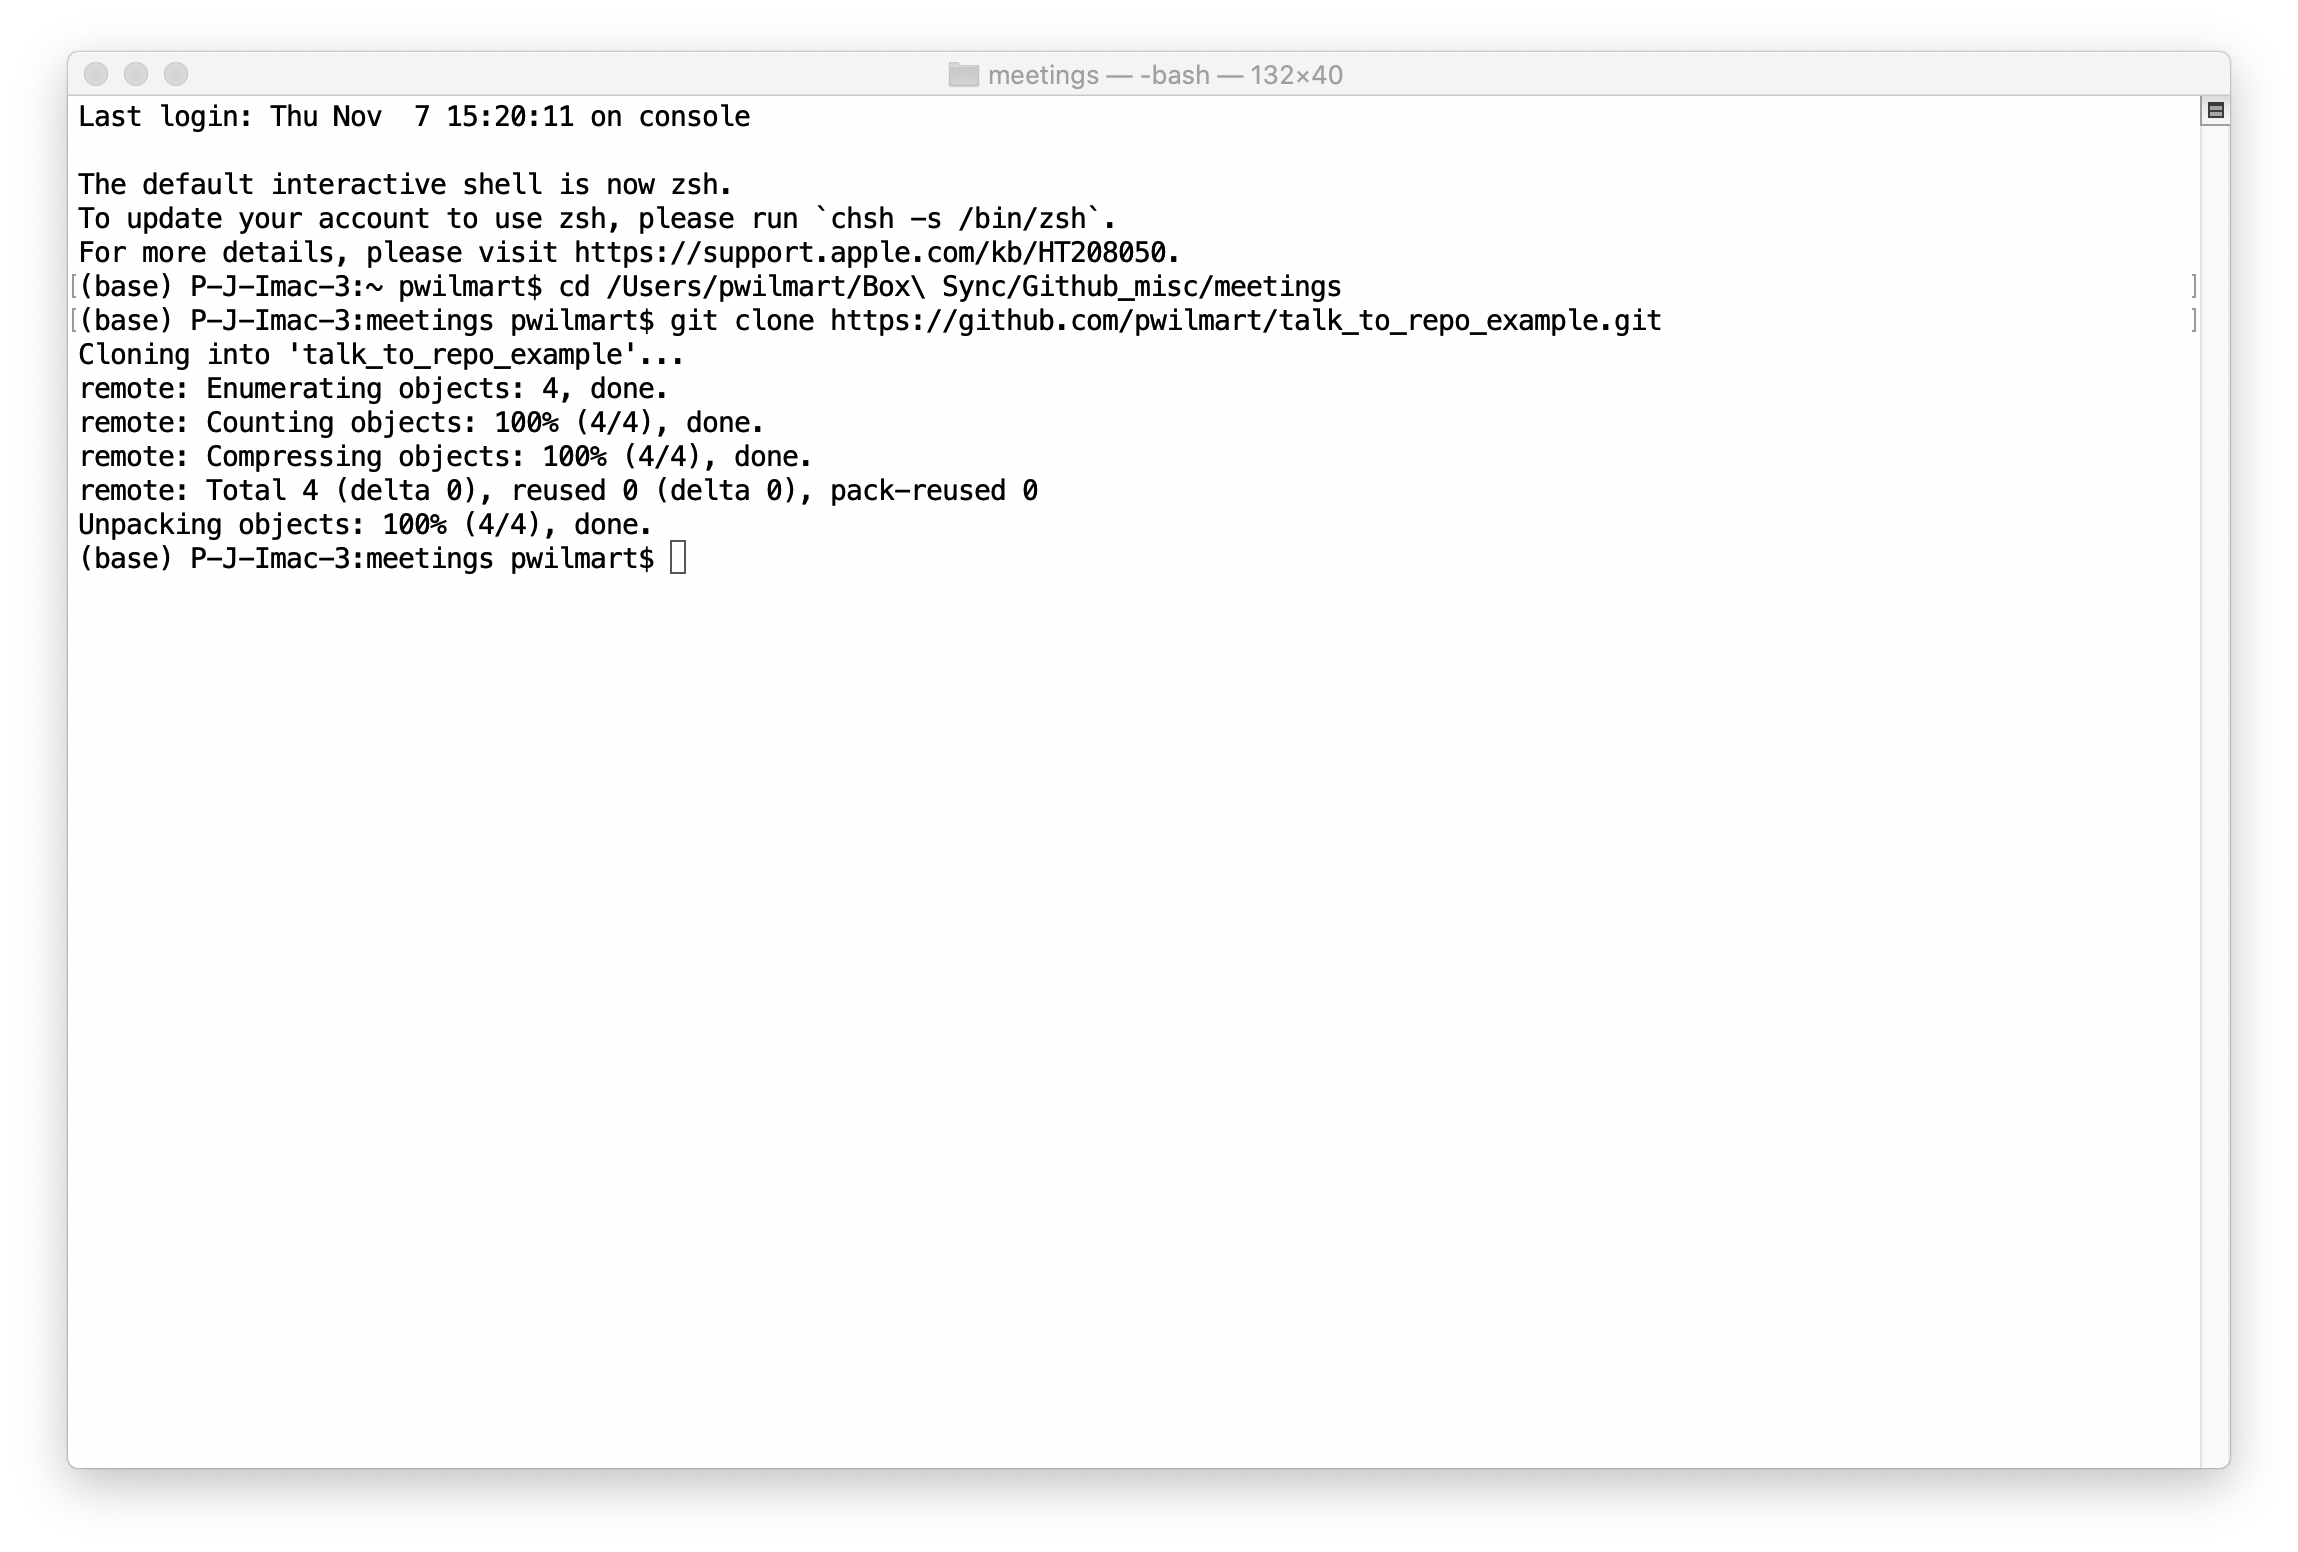 meetings — -bash — 132×40
Last login: Thu Nov  7 15:20:11 on console

The default interactive shell is now zsh.
To update your account to use zsh, please run `chsh -s /bin/zsh`.
For more details, please visit https://support.apple.com/kb/HT208050.
[(base) P-J-Imac-3:~ pwilmart$ cd /Users/pwilmart/Box\ Sync/Github_misc/meetings ]
[(base) P-J-Imac-3:meetings pwilmart$ git clone https://github.com/pwilmart/talk_to_repo_example.git ]
Cloning into 'talk_to_repo_example'...
remote: Enumerating objects: 4, done.
remote: Counting objects: 100% (4/4), done.
remote: Compressing objects: 100% (4/4), done.
remote: Total 4 (delta 0), reused 0 (delta 0), pack-reused 0
Unpacking objects: 100% (4/4), done.
(base) P-J-Imac-3:meetings pwilmart$